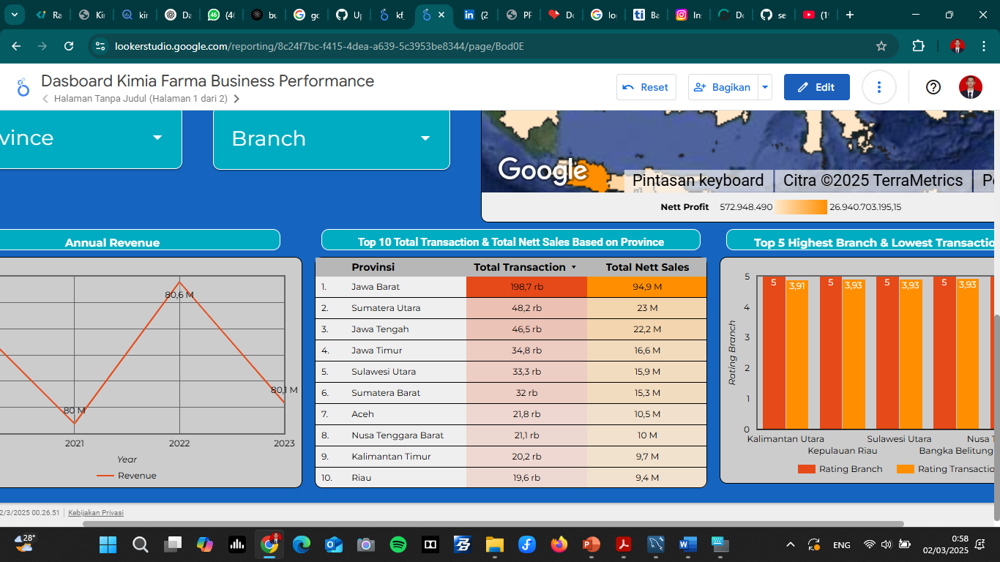 Ra
Kir
kir
Da
(4(
bu
go
Up
kf_
(2
PF
Do
lo
Ba
In
Do
se
(1
lookerstudio.google.com/reporting/8c24f7bc-f415-4dea-a639-5c3953be8344/page/Bod0E
Dasboard Kimia Farma Business Performance
Halaman Tanpa Judul (Halaman 1 dari 2)
Reset
Bagikan
Edit
vince
Branch
Google
Pintasan keyboard
Citra ©2025 TerraMetrics
Nett Profit 572.948.490 26.940.703.195,15
Annual Revenue
80,6 M
80,1 M
80 M
2021 2022 2023
Year
Revenue
Top 10 Total Transaction & Total Nett Sales Based on Province
Provinsi Total Transaction Total Nett Sales
1. Jawa Barat 198,7 rb 94,9 M
2. Sumatera Utara 48,2 rb 23 M
3. Jawa Tengah 46,5 rb 22,2 M
4. Jawa Timur 34,8 rb 16,6 M
5. Sulawesi Utara 33,3 rb 15,9 M
6. Sumatera Barat 32 rb 15,3 M
7. Aceh 21,8 rb 10,5 M
8. Nusa Tenggara Barat 21,1 rb 10 M
9. Kalimantan Timur 20,2 rb 9,7 M
10. Riau 19,6 rb 9,4 M
Top 5 Highest Branch & Lowest Transactio
Rating Branch
5
4
3
2
1
0
5 3,91 5 3,93 5 3,93 5 3,93
Kalimantan Utara Sulawesi Utara Nusa T
Kepulauan Riau Bangka Belitung
Rating Branch Rating Transactio
2/3/2025 00.26.51 Kebijakan Privasi
28°
ENG
0:58
02/03/2025